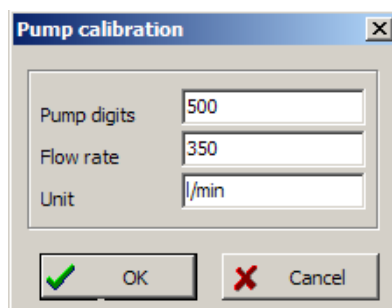 Pump calibration
Pump digits 500
Flow rate 350
Unit l/min
OK Cancel